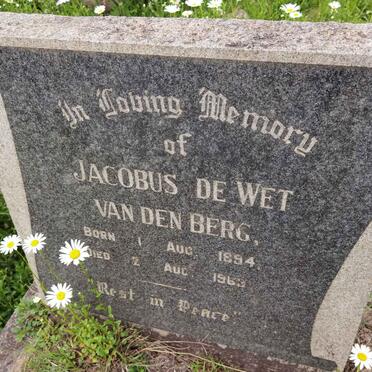 In Loving Memory
of
JACOBUS DE WET
VAN DEN BERG,
BORN 1 AUG 1894
DIED 2 AUG 1963
"Rest in Peace"